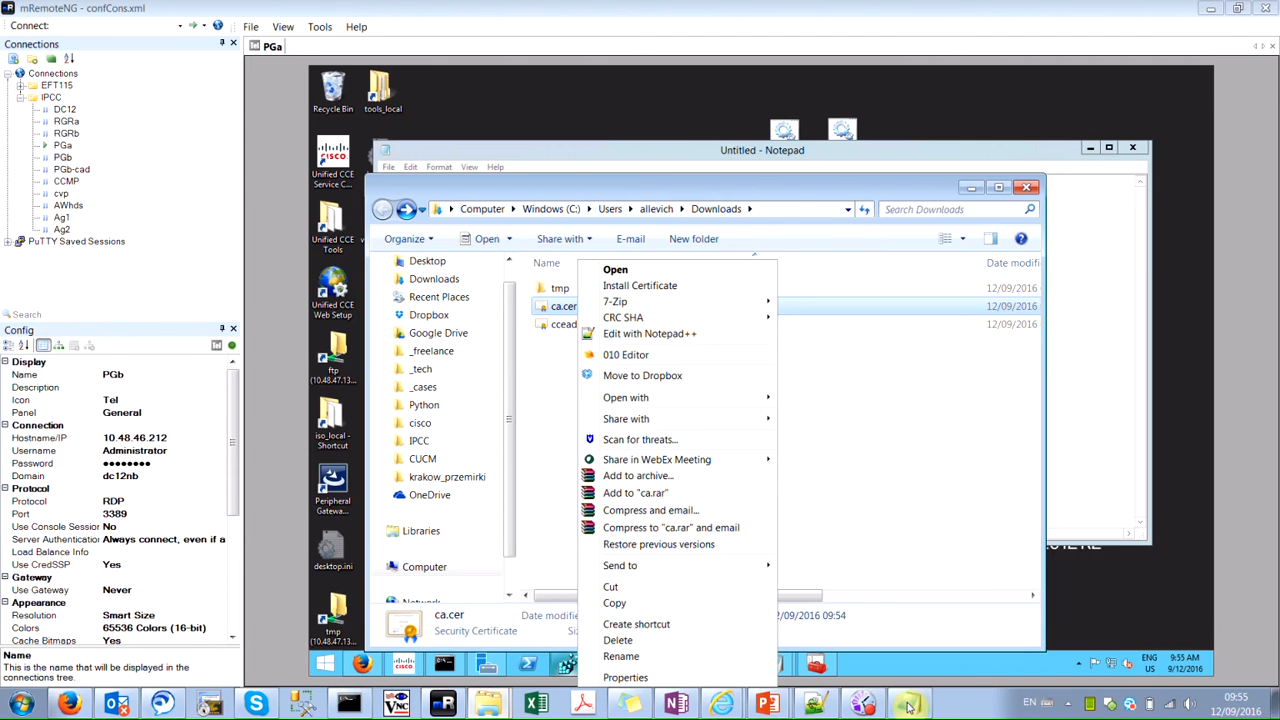 mRemoteNG - confCons.xml
Connect:
File View Tools Help
Connections
PGa
Connections
EFT115
IPCC
DC12
RGRa
RGRb
PGa
PGb
PGb-cad
CCMP
cvp
AWhds
Ag1
Ag2
PuTTY Saved Sessions
Search
Config
Display
Name PGb
Description
Icon Tel
Panel General
Connection
Hostname/IP 10.48.46.212
Username Administrator
Password ●●●●●●●●
Domain dc12nb
Protocol
Protocol RDP
Port 3389
Use Console Session No
Server Authentication Always connect, even if a
Load Balance Info
Use CredSSP Yes
Gateway
Use Gateway Never
Appearance
Resolution Smart Size
Colors 65536 Colors (16-bit)
Cache Bitmaps Yes
Name
This is the name that will be displayed in the
connections tree.
Recycle Bin
tools_local
CISCO
Unified CCE
Service C...
Unified CCE
Tools
Unified CCE
Web Setup
ftp
(10.48.47.13...
iso_local -
Shortcut
Peripheral
Gatewa...
desktop.ini
tmp
(10.48.47.13...
Untitled - Notepad
File Edit Format View Help
Computer Windows (C:) Users allevich Downloads
Search Downloads
Organize Open Share with E-mail New folder
Desktop
Downloads
Recent Places
Dropbox
Google Drive
_freelance
_tech
_cases
Python
cisco
IPCC
CUCM
krakow_przemirki
OneDrive
Libraries
Computer
Name Date modifi
tmp 12/09/2016
ca.cer 12/09/2016
ccead 12/09/2016
Open
Install Certificate
7-Zip
CRC SHA
Edit with Notepad++
010 Editor
Move to Dropbox
Open with
Share with
Scan for threats...
Share in WebEx Meeting
Add to archive...
Add to "ca.rar"
Compress and email...
Compress to "ca.rar" and email
Restore previous versions
Send to
Cut
Copy
Create shortcut
Delete
Rename
Properties
ca.cer Date modified 12/09/2016 09:54
Security Certificate
ENG
US
9:55 AM
9/12/2016
EN
09:55
12/09/2016